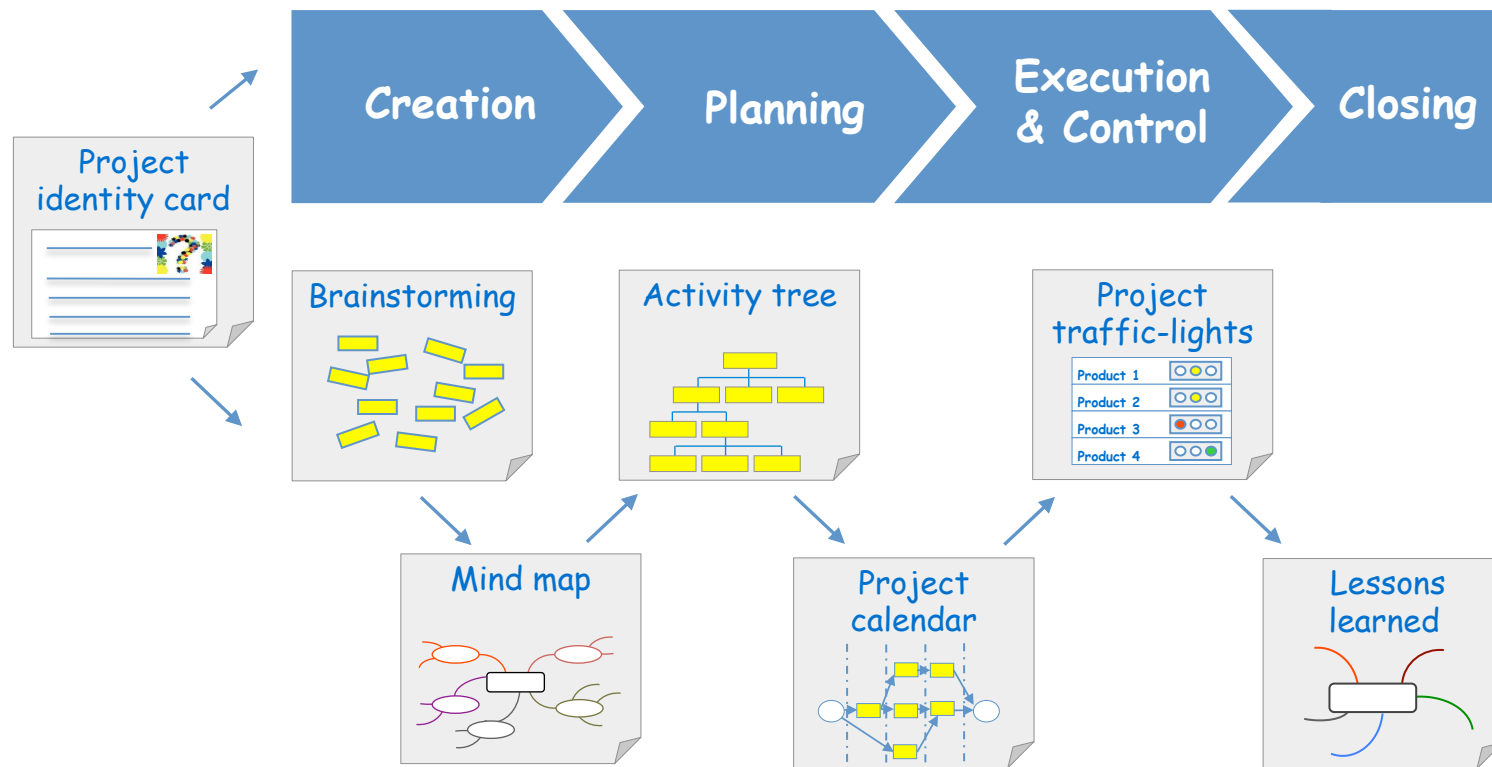 Creation
Planning
Execution
& Control
Closing
Project
identity card
?
Brainstorming
Activity tree
Project
traffic-lights
Product 1
Product 2
Product 3
Product 4
Mind map
Project
calendar
Lessons
learned